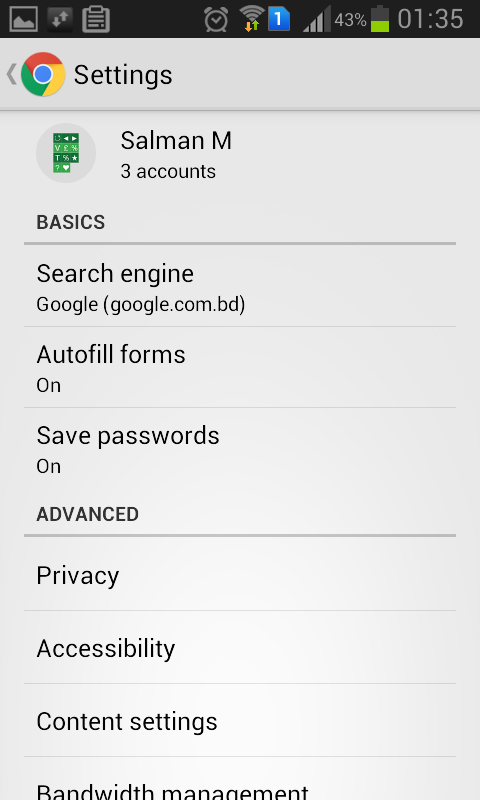 1 43% 01:35
Settings
Salman M
3 accounts
BASICS
Search engine
Google (google.com.bd)
Autofill forms
On
Save passwords
On
ADVANCED
Privacy
Accessibility
Content settings
Bandwidth management